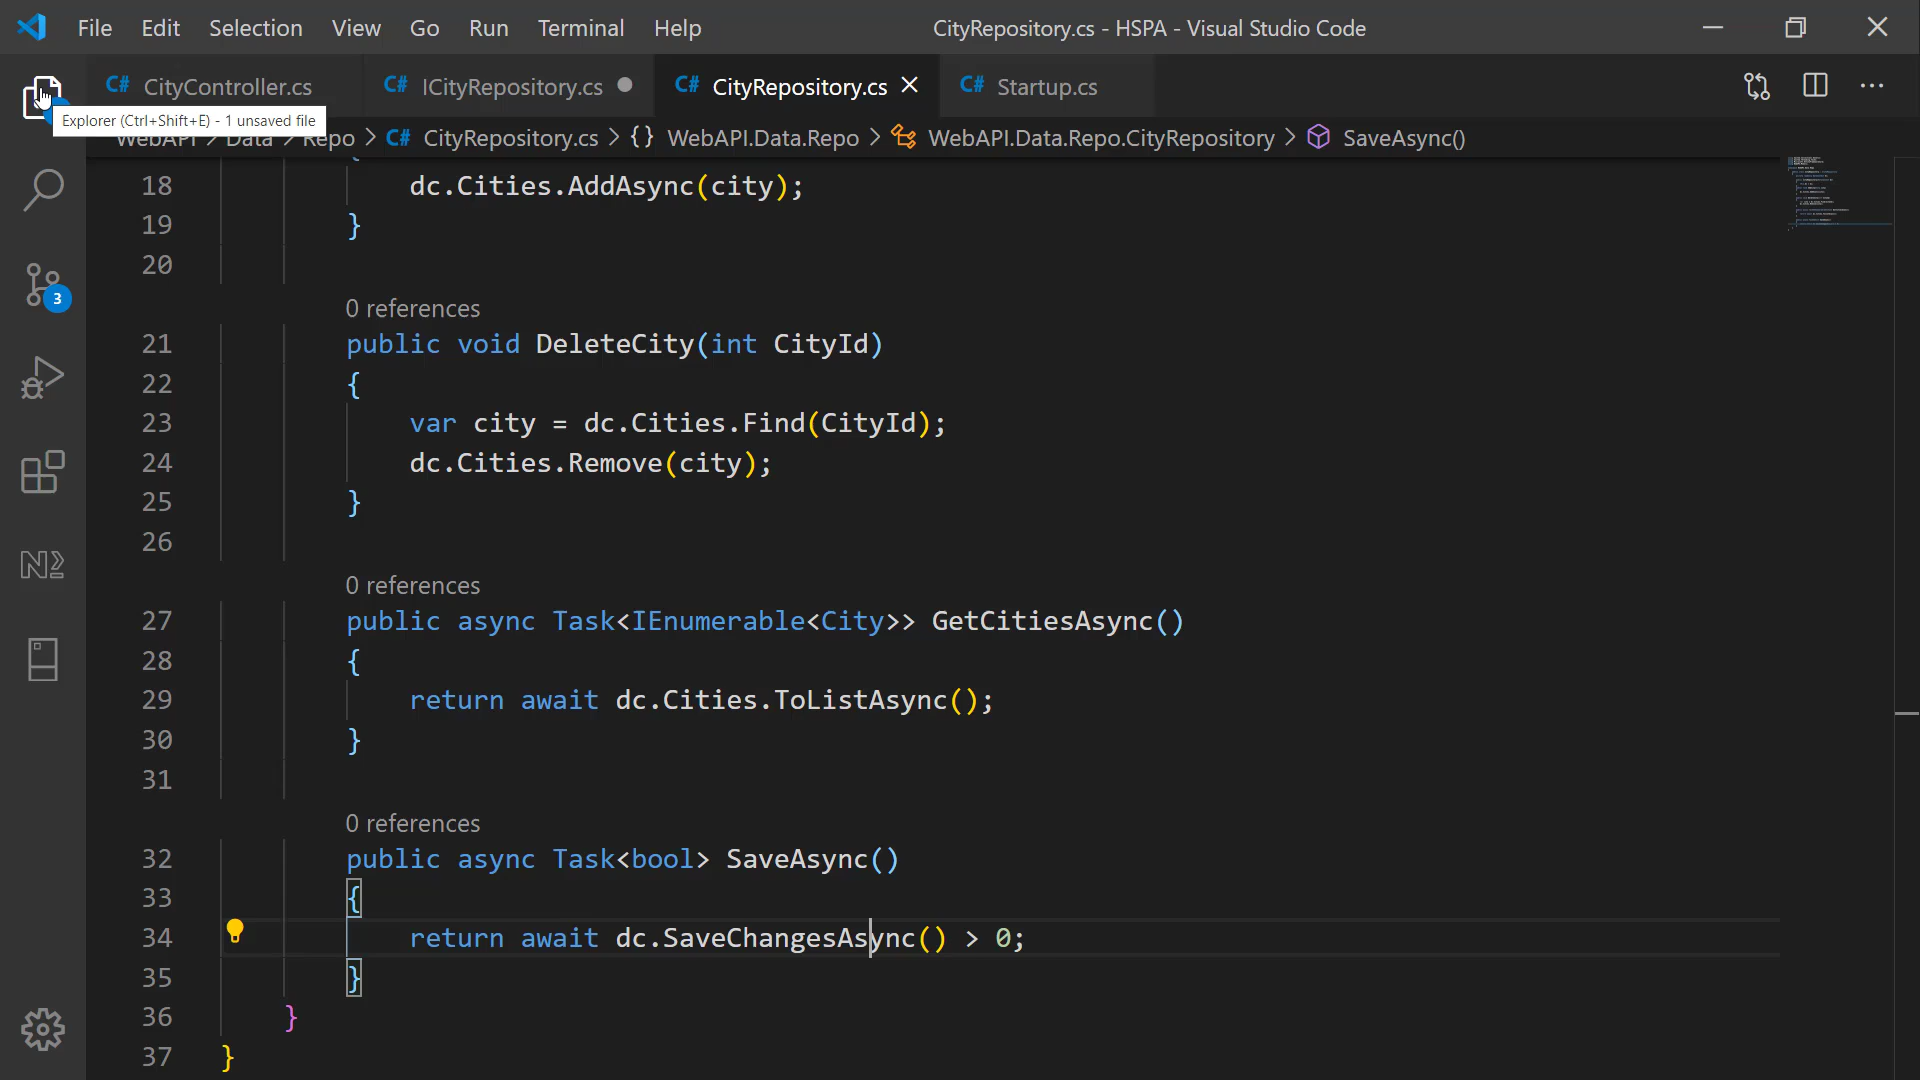 File Edit Selection View Go Run Terminal Help CityRepository.cs - HSPA - Visual Studio Code
C# CityController.cs C# ICityRepository.cs C# CityRepository.cs C# Startup.cs
Explorer (Ctrl+Shift+E) - 1 unsaved file
WebAPI > Data > Repo > C# CityRepository.cs > {} WebAPI.Data.Repo > WebAPI.Data.Repo.CityRepository > SaveAsync()
18 dc.Cities.AddAsync(city);
19 }
20
0 references
21 public void DeleteCity(int CityId)
22 {
23 var city = dc.Cities.Find(CityId);
24 dc.Cities.Remove(city);
25 }
26
0 references
27 public async Task<IEnumerable<City>> GetCitiesAsync()
28 {
29 return await dc.Cities.ToListAsync();
30 }
31
0 references
32 public async Task<bool> SaveAsync()
33 {
34 return await dc.SaveChangesAsync() > 0;
35 }
36 }
37 }
3